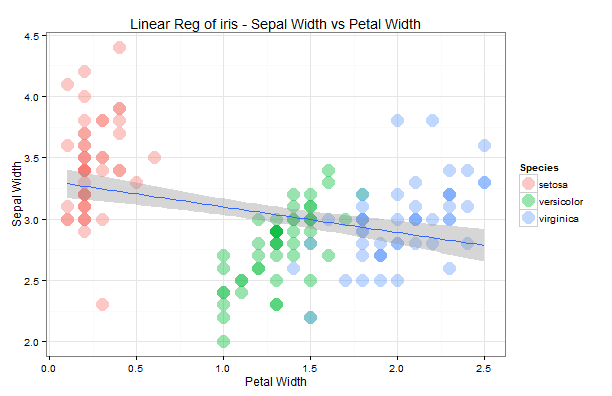 Linear Reg of iris - Sepal Width vs Petal Width
Sepal Width
4.5
4.0
3.5
3.0
2.5
2.0
0.0 0.5 1.0 1.5 2.0 2.5
Petal Width
Species
setosa
versicolor
virginica